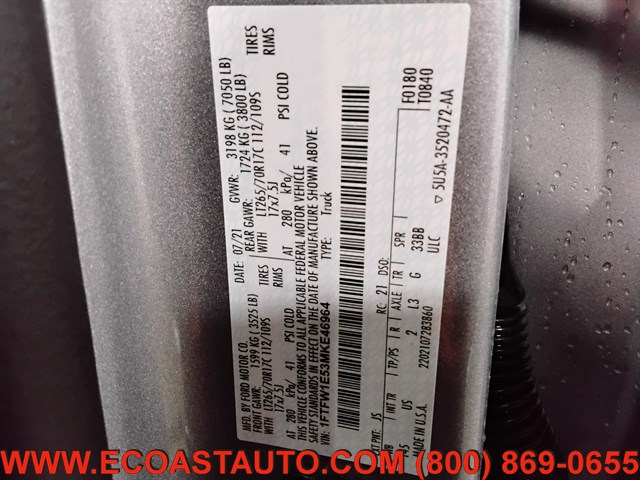 MFD. BY FORD MOTOR CO.
DATE: 07/21 GVWR: 3198 KG ( 7050 LB)
FRONT GAWR: 1599 KG ( 3525 LB) REAR GAWR: 1724 KG ( 3800 LB)
WITH LT265/70R17C 112/109S TIRES WITH LT265/70R17C 112/109S TIRES
17x7.5J RIMS 17x7.5J RIMS
AT 280 kPa/ 41 PSI COLD AT 280 kPa/ 41 PSI COLD
THIS VEHICLE CONFORMS TO ALL APPLICABLE FEDERAL MOTOR VEHICLE
SAFETY STANDARDS IN EFFECT ON THE DATE OF MANUFACTURE SHOWN ABOVE.
VIN: 1FTFW1E53MKE46964 TYPE: Truck
F0180
T0840
EXT PNT: JS RC: 21 DSO:
INT TR TP/PS R AXLE TR SPR
US 2 L3 G 33BB
MADE IN U.S.A. 2202107283860 ULC
5U5A-3520472-AA
WWW.ECOASTAUTO.COM (800) 869-0655